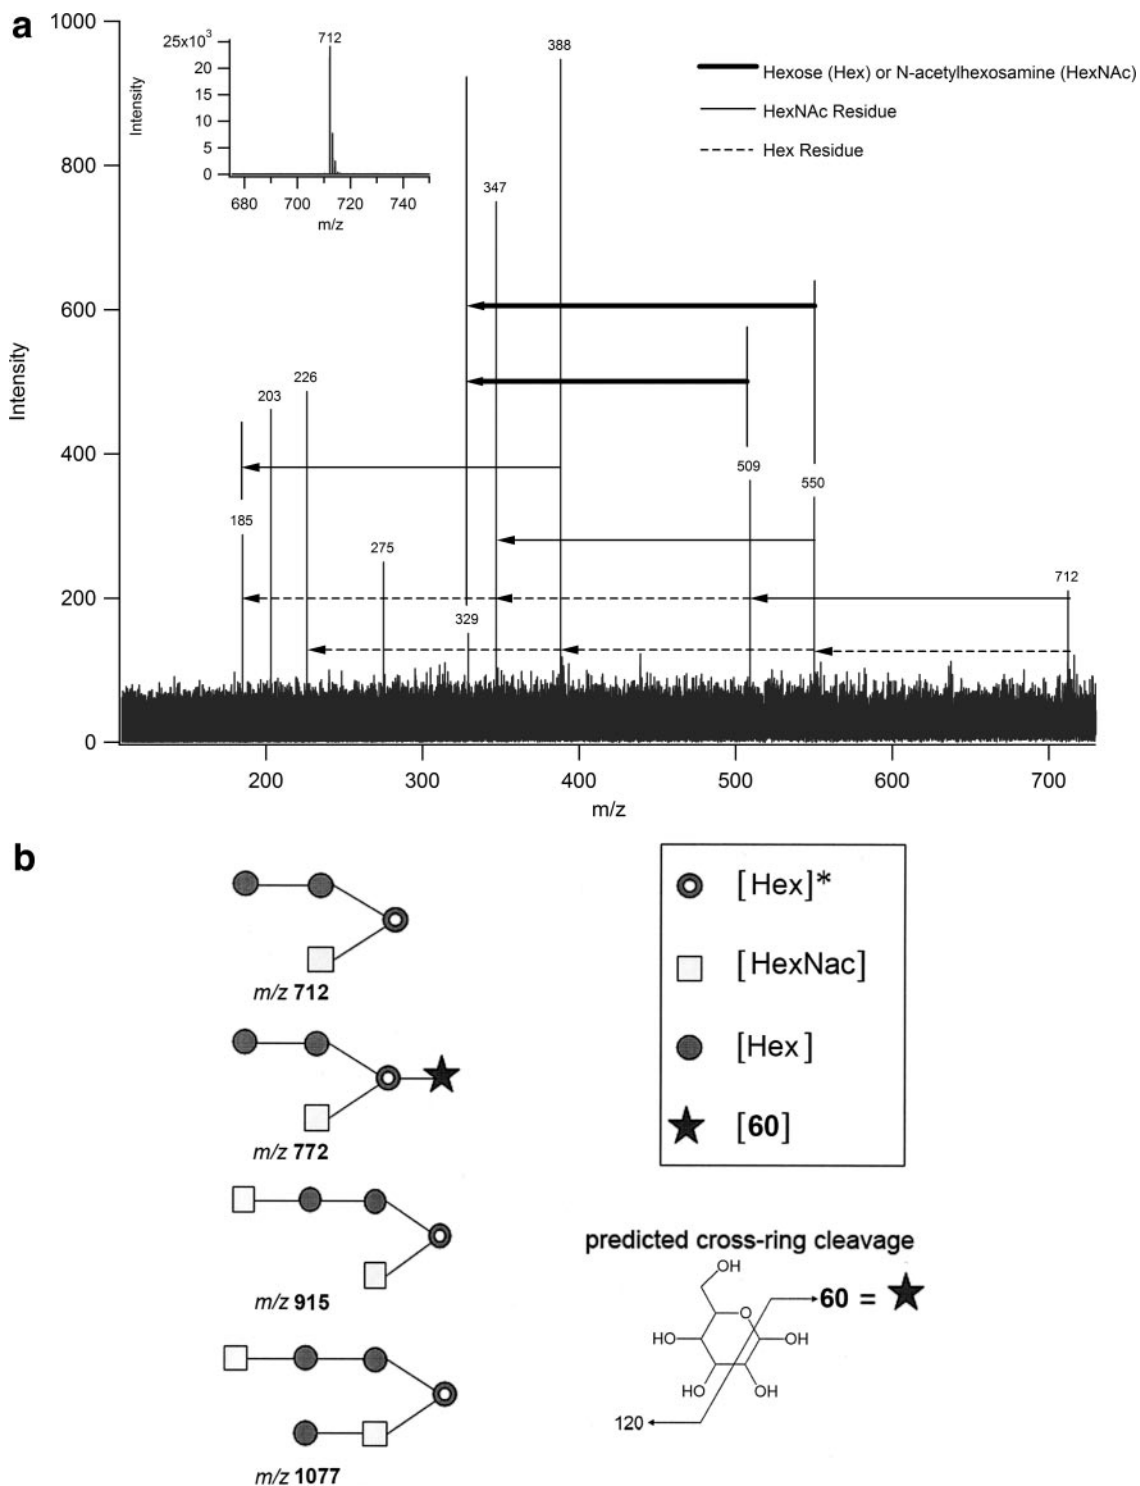 a
1000
800
600
400
200
0
Intensity
200
300
400
500
600
700
m/z
25x10³
20
15
10
5
0
Intensity
680
700
720
740
m/z
712
388
347
226
203
185
275
329
509
550
712
Hexose (Hex) or N-acetylhexosamine (HexNAc)
HexNAc Residue
Hex Residue
b
m/z 712
m/z 772
m/z 915
m/z 1077
[Hex]*
[HexNac]
[Hex]
[60]
predicted cross-ring cleavage
OH
O
60 =
HO
OH
HO
OH
120